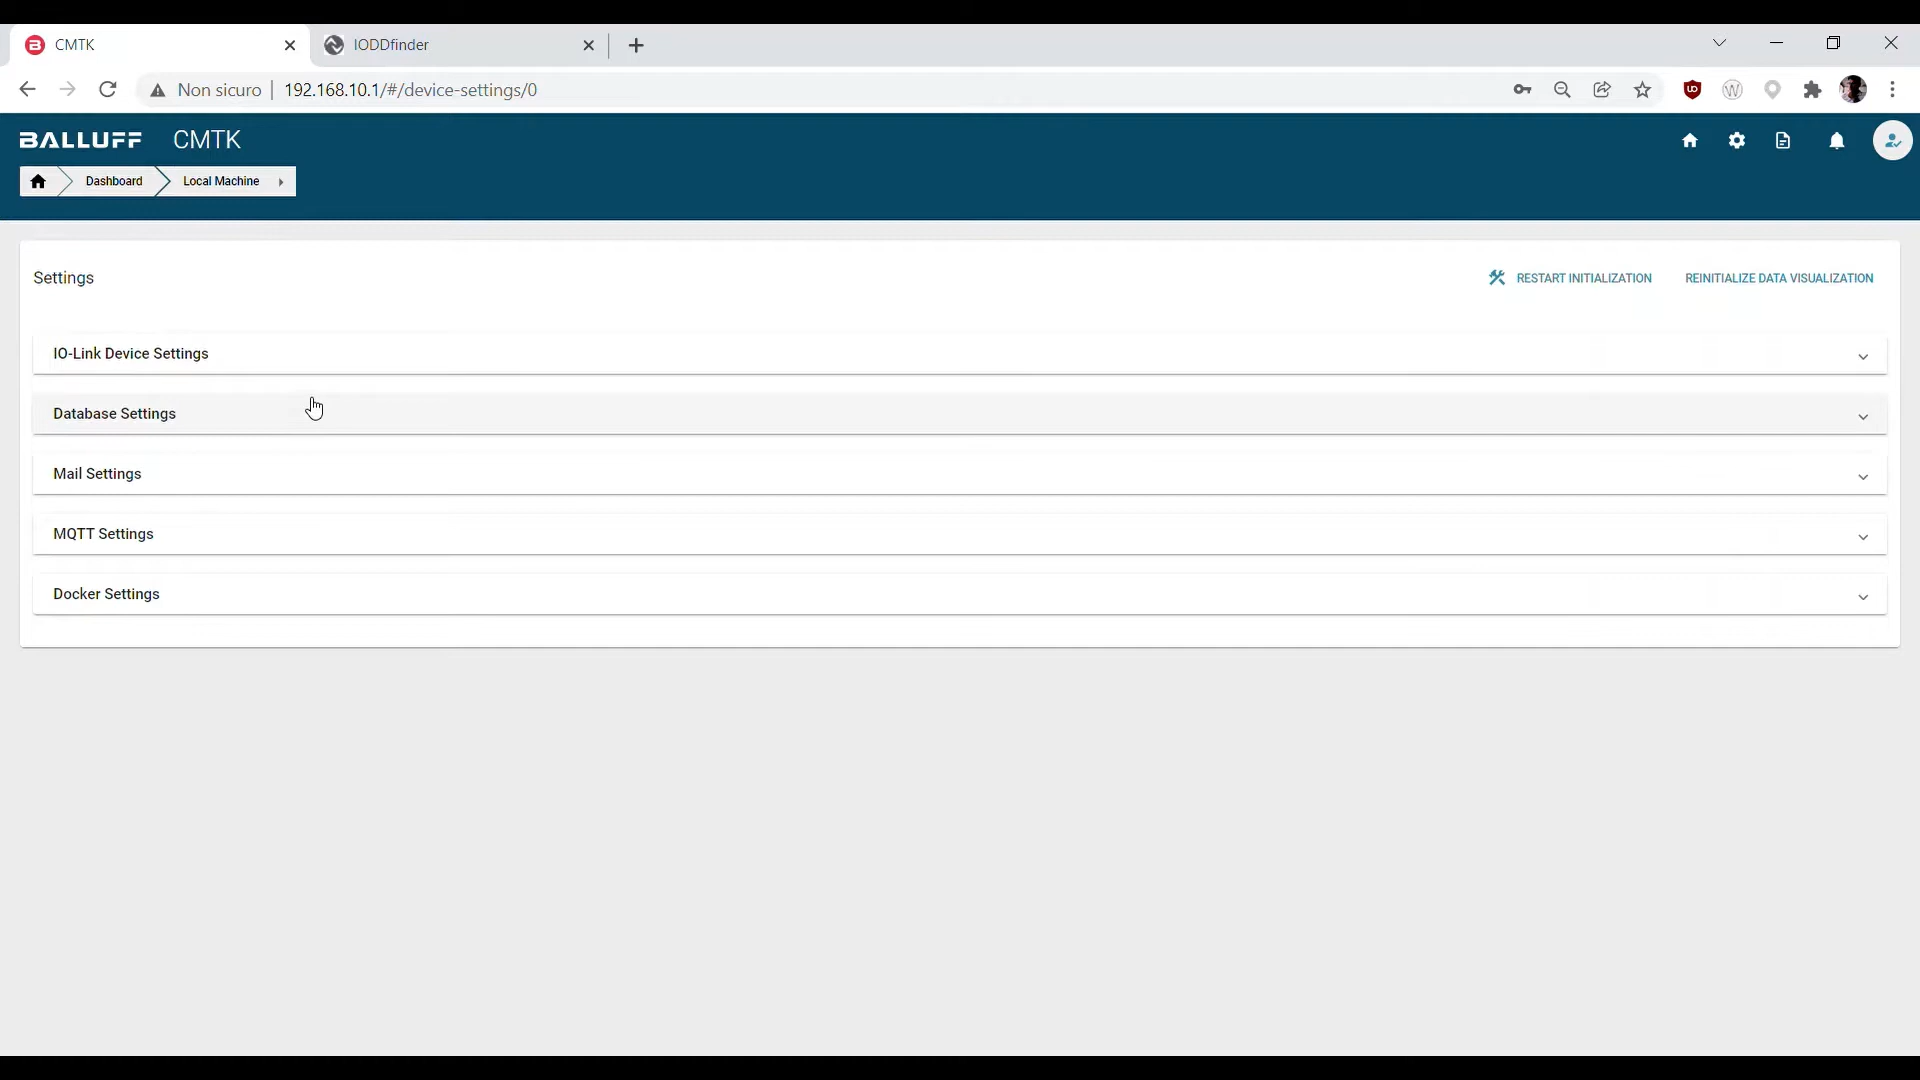 CMTK
IODDfinder
Non sicuro
192.168.10.1/#/device-settings/0
BALLUFF CMTK
Dashboard
Local Machine
Settings
RESTART INITIALIZATION
REINITIALIZE DATA VISUALIZATION
IO-Link Device Settings
Database Settings
Mail Settings
MQTT Settings
Docker Settings